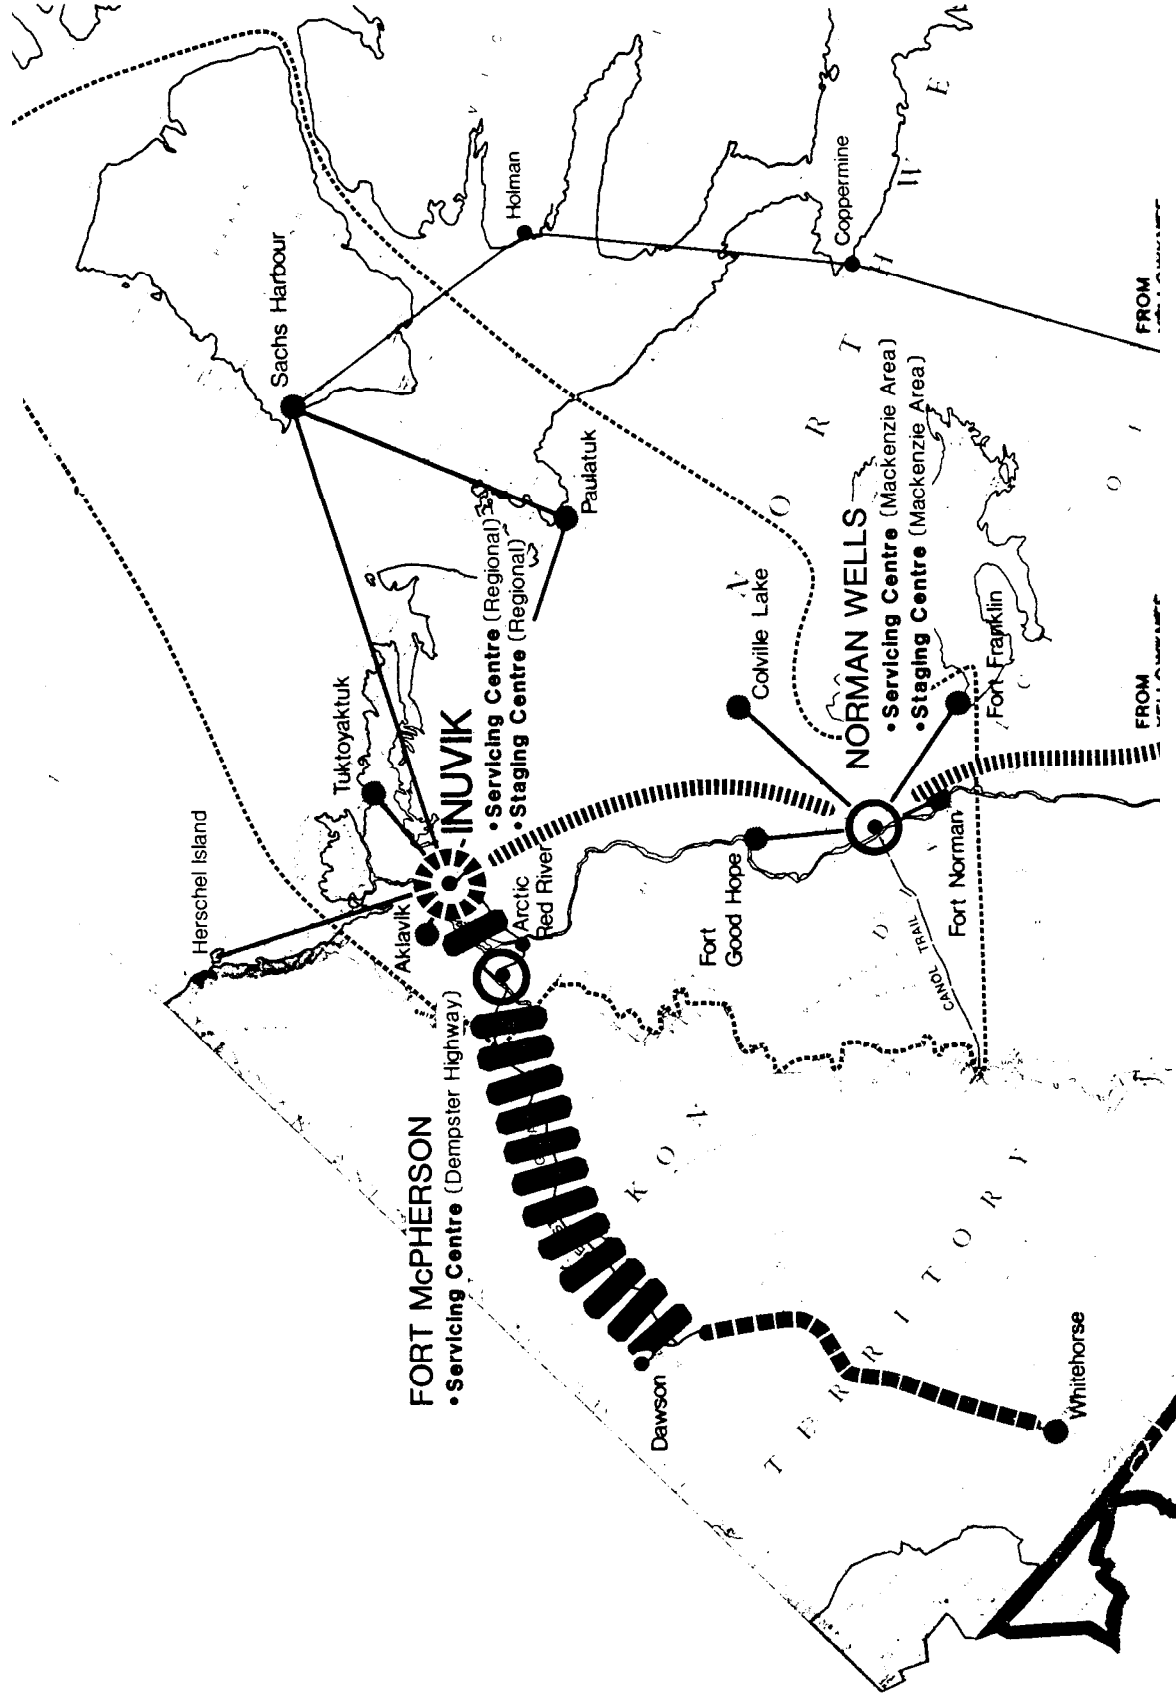 Herschel Island
Tuktoyaktuk
Sachs Harbour
Holman
Coppermine
Paulatuk
Aklavik
INUVIK
• Servicing Centre (Regional)
• Staging Centre (Regional)
Arctic
Red River
FORT McPHERSON
• Servicing Centre (Dempster Highway)
Colville Lake
NORMAN WELLS
• Servicing Centre (Mackenzie Area)
• Staging Centre (Mackenzie Area)
Fort Franklin
Fort Norman
Fort
Good Hope
CANOL TRAIL
Dawson
Whitehorse
K O N
T E R R I T O R Y
N O R T H W E
FROM
FROM